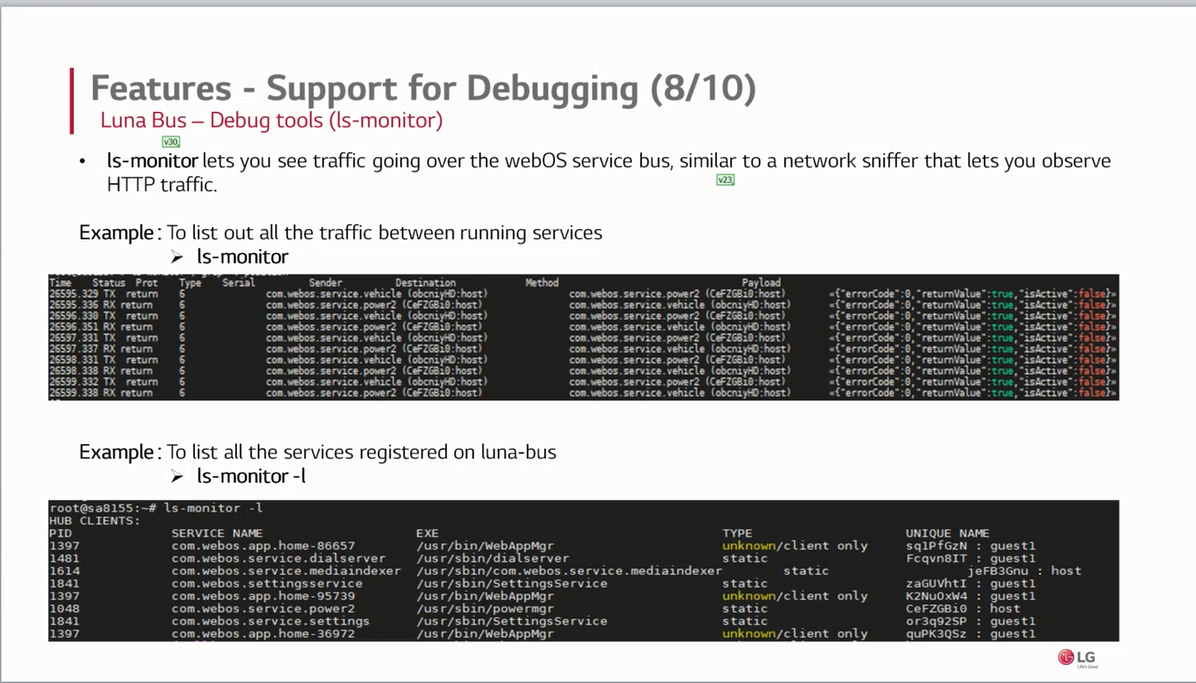 Features - Support for Debugging (8/10)
Luna Bus – Debug tools (ls-monitor)
v30
• ls-monitor lets you see traffic going over the webOS service bus, similar to a network sniffer that lets you observe
HTTP traffic.
v23
Example : To list out all the traffic between running services
➢ ls-monitor
Time Status Prot Type Serial Sender Destination Method Payload
26595.329 TX return 6 com.webos.service.vehicle (obcniyHD:host) com.webos.service.power2 (CeFZGBi0:host) «{"errorCode":0,"returnValue":true,"isActive":false}»
26595.336 RX return 6 com.webos.service.power2 (CeFZGBi0:host) com.webos.service.vehicle (obcniyHD:host) «{"errorCode":0,"returnValue":true,"isActive":false}»
26596.330 TX return 6 com.webos.service.vehicle (obcniyHD:host) com.webos.service.power2 (CeFZGBi0:host) «{"errorCode":0,"returnValue":true,"isActive":false}»
26596.351 RX return 6 com.webos.service.power2 (CeFZGBi0:host) com.webos.service.vehicle (obcniyHD:host) «{"errorCode":0,"returnValue":true,"isActive":false}»
26597.331 TX return 6 com.webos.service.vehicle (obcniyHD:host) com.webos.service.power2 (CeFZGBi0:host) «{"errorCode":0,"returnValue":true,"isActive":false}»
26597.337 RX return 6 com.webos.service.power2 (CeFZGBi0:host) com.webos.service.vehicle (obcniyHD:host) «{"errorCode":0,"returnValue":true,"isActive":false}»
26598.331 TX return 6 com.webos.service.vehicle (obcniyHD:host) com.webos.service.power2 (CeFZGBi0:host) «{"errorCode":0,"returnValue":true,"isActive":false}»
26598.338 RX return 6 com.webos.service.power2 (CeFZGBi0:host) com.webos.service.vehicle (obcniyHD:host) «{"errorCode":0,"returnValue":true,"isActive":false}»
26599.332 TX return 6 com.webos.service.vehicle (obcniyHD:host) com.webos.service.power2 (CeFZGBi0:host) «{"errorCode":0,"returnValue":true,"isActive":false}»
26599.338 RX return 6 com.webos.service.power2 (CeFZGBi0:host) com.webos.service.vehicle (obcniyHD:host) «{"errorCode":0,"returnValue":true,"isActive":false}»
Example : To list all the services registered on luna-bus
➢ ls-monitor -l
root@sa8155:~# ls-monitor -l
HUB CLIENTS:
PID SERVICE NAME EXE TYPE UNIQUE NAME
1397 com.webos.app.home-86657 /usr/bin/WebAppMgr unknown/client only sq1PfGzN : guest1
1481 com.webos.service.dialserver /usr/sbin/dialserver static Fcqvn8IT : guest1
1614 com.webos.service.mediaindexer /usr/sbin/com.webos.service.mediaindexer static jeFB3Gnu : host
1841 com.webos.settingsservice /usr/sbin/SettingsService static zaGUVhtI : guest1
1397 com.webos.app.home-95739 /usr/bin/WebAppMgr unknown/client only K2NuOxW4 : guest1
1048 com.webos.service.power2 /usr/sbin/powermgr static CeFZGBi0 : host
1841 com.webos.service.settings /usr/sbin/SettingsService static or3q92SP : guest1
1397 com.webos.app.home-36972 /usr/bin/WebAppMgr unknown/client only quPK3QSz : guest1
LG
Life's Good